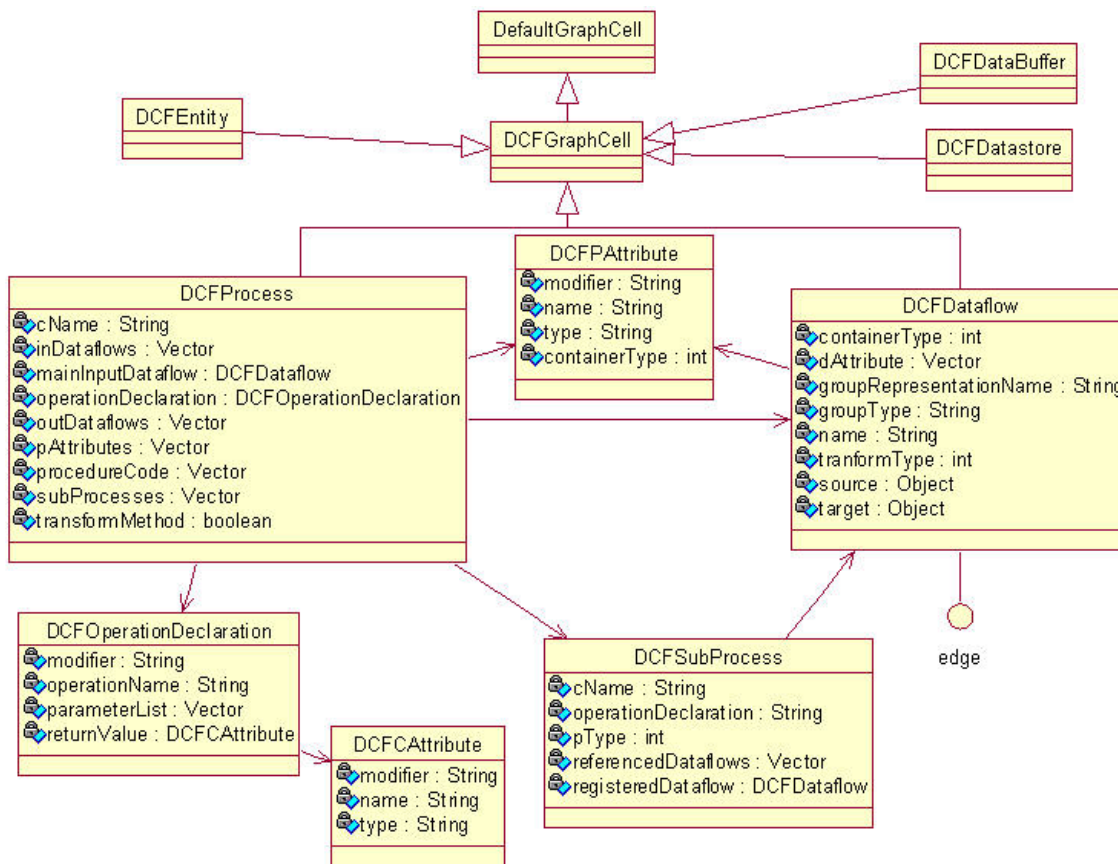 DefaultGraphCell
DCFDataBuffer
DCFEntity
DCFGraphCell
DCFDatastore
DCFPAttribute
modifier : String
name : String
type : String
containerType : int
DCFProcess
cName : String
inDataflows : Vector
mainInputDataflow : DCFDataflow
operationDeclaration : DCFOperationDeclaration
outDataflows : Vector
pAttributes : Vector
procedureCode : Vector
subProcesses : Vector
transformMethod : boolean
DCFDataflow
containerType : int
dAttribute : Vector
groupRepresentationName : String
groupType : String
name : String
tranformType : int
source : Object
target : Object
edge
DCFOperationDeclaration
modifier : String
operationName : String
parameterList : Vector
returnValue : DCFCAttribute
DCFSubProcess
cName : String
operationDeclaration : String
pType : int
referencedDataflows : Vector
registeredDataflow : DCFDataflow
DCFCAttribute
modifier : String
name : String
type : String